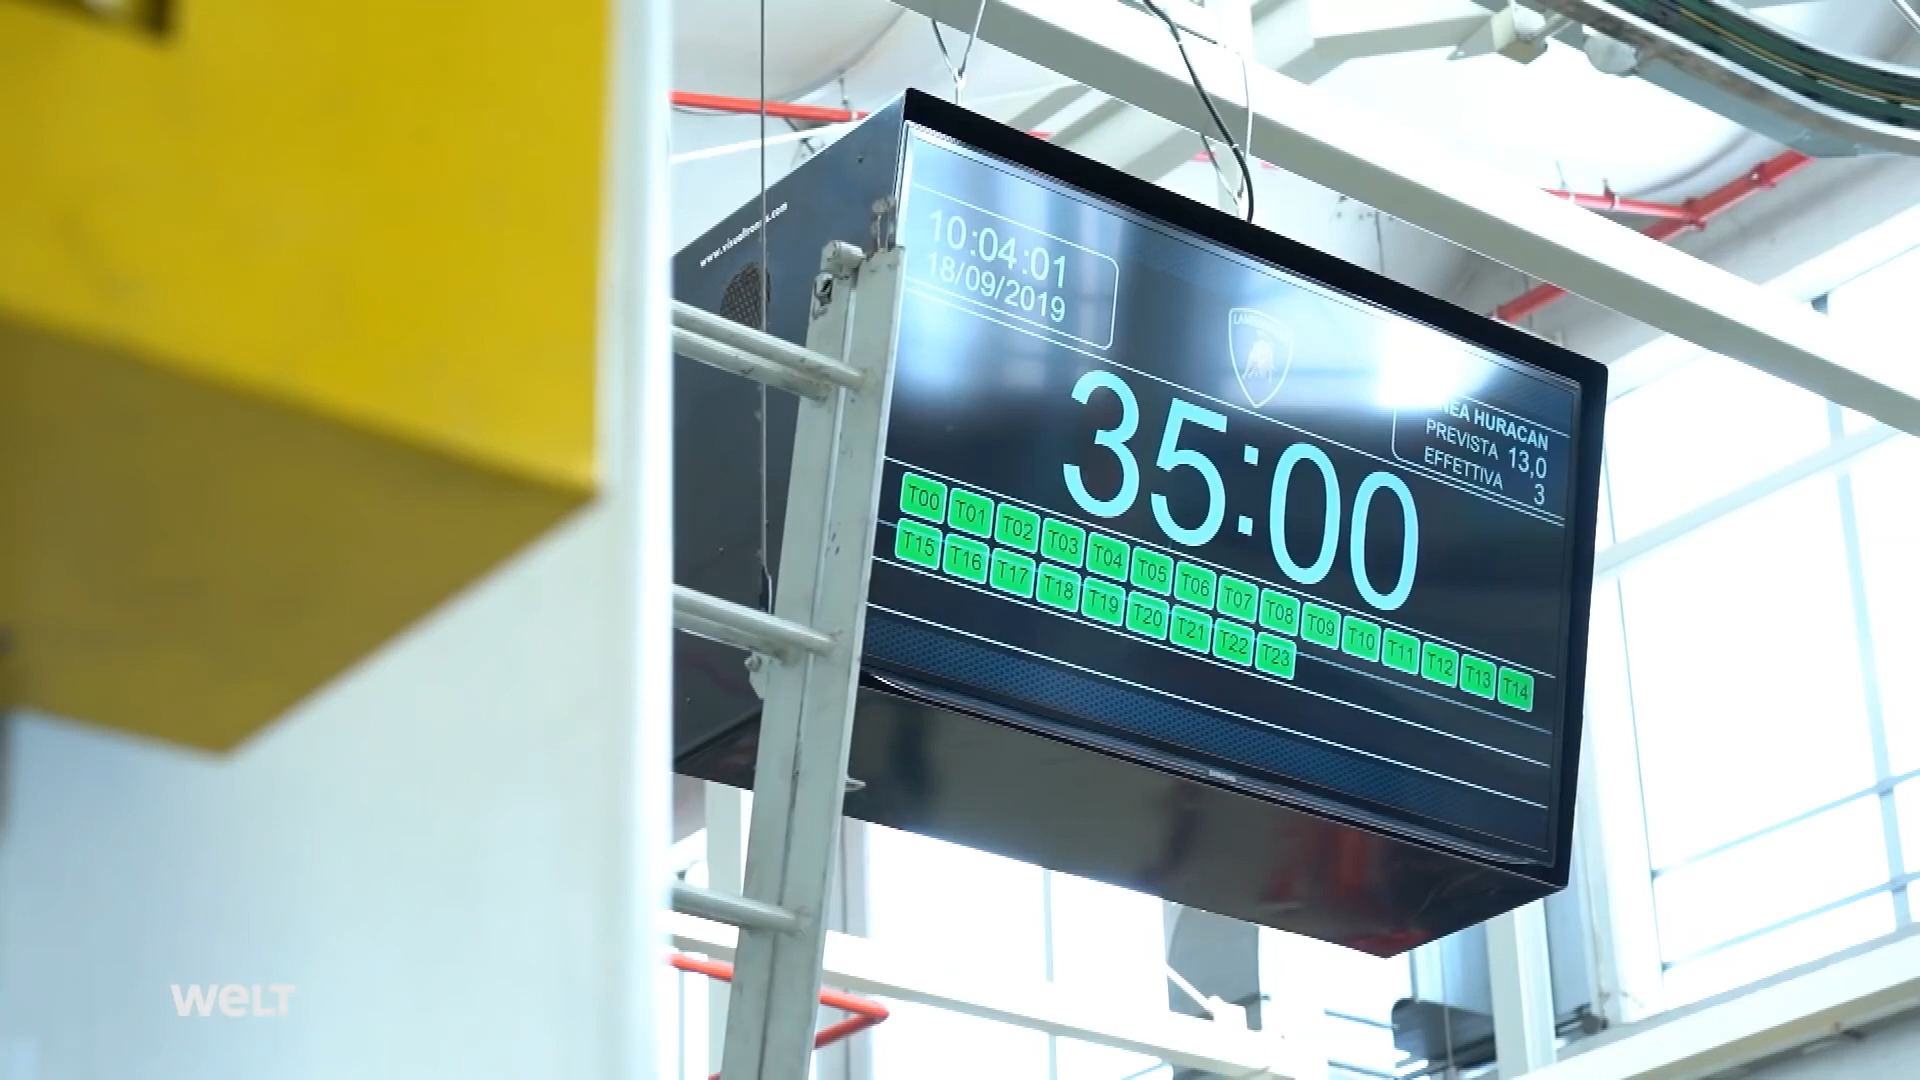 10:04:01
18/09/2019
35:00
HURACAN
PREVISTA 13,0
EFFETTIVA 3
T00 T01 T02 T03 T04 T05 T06 T07 T08 T09 T10 T11 T12 T13 T14
T15 T16 T17 T18 T19 T20 T21 T22 T23
WELT